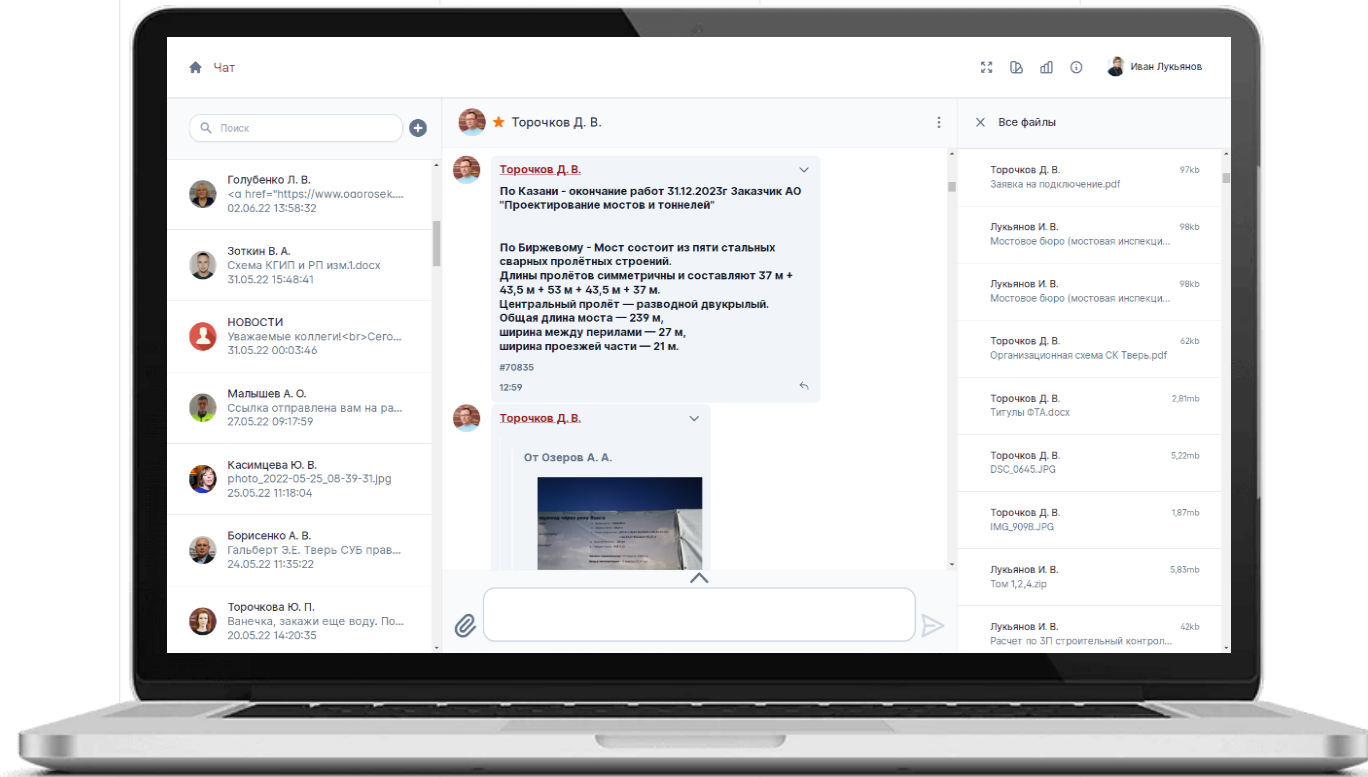 Чат
Иван Лукьянов
Поиск
Голубенко Л. В.
<a href="https://www.ogorosek....
02.06.22 13:58:32
Зоткин В. А.
Схема КГИП и РП изм.1.docx
31.05.22 15:48:41
НОВОСТИ
Уважаемые коллеги!<br>Сего...
31.05.22 00:03:46
Малышев А. О.
Ссылка отправлена вам на ра...
27.05.22 09:17:59
Касимцева Ю. В.
photo_2022-05-25_08-39-31.jpg
25.05.22 11:18:04
Борисенко А. В.
Гальберт Э.Е. Тверь СУБ прав...
24.05.22 11:35:22
Торочкова Ю. П.
Ванечка, закажи еще воду. По...
20.05.22 14:20:35
Торочков Д. В.
Торочков Д. В.
По Казани - окончание работ 31.12.2023г Заказчик АО
"Проектирование мостов и тоннелей"
По Биржевому - Мост состоит из пяти стальных
сварных пролётных строений.
Длины пролётов симметричны и составляют 37 м +
43,5 м + 53 м + 43,5 м + 37 м.
Центральный пролёт — разводной двукрылый.
Общая длина моста — 239 м,
ширина между перилами — 27 м,
ширина проезжей части — 21 м.
#70835
12:59
Торочков Д. В.
От Озеров А. А.
Все файлы
Торочков Д. В. 97kb
Заявка на подключение.pdf
Лукьянов И. В. 98kb
Мостовое бюро (мостовая инспекци...
Лукьянов И. В. 98kb
Мостовое бюро (мостовая инспекци...
Торочков Д. В. 62kb
Организационная схема СК Тверь.pdf
Торочков Д. В. 2,81mb
Титулы ФТА.docx
Торочков Д. В. 5,22mb
DSC_0645.JPG
Торочков Д. В. 1,87mb
IMG_9098.JPG
Лукьянов И. В. 5,83mb
Том 1,2,4.zip
Лукьянов И. В. 42kb
Расчет по ЗП строительный контрол...